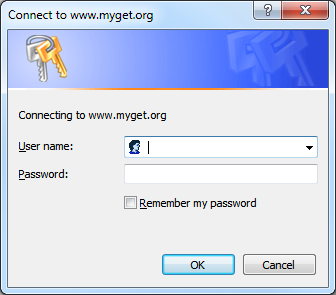 Connect to www.myget.org
Connecting to www.myget.org
User name:
Password:
Remember my password
OK
Cancel